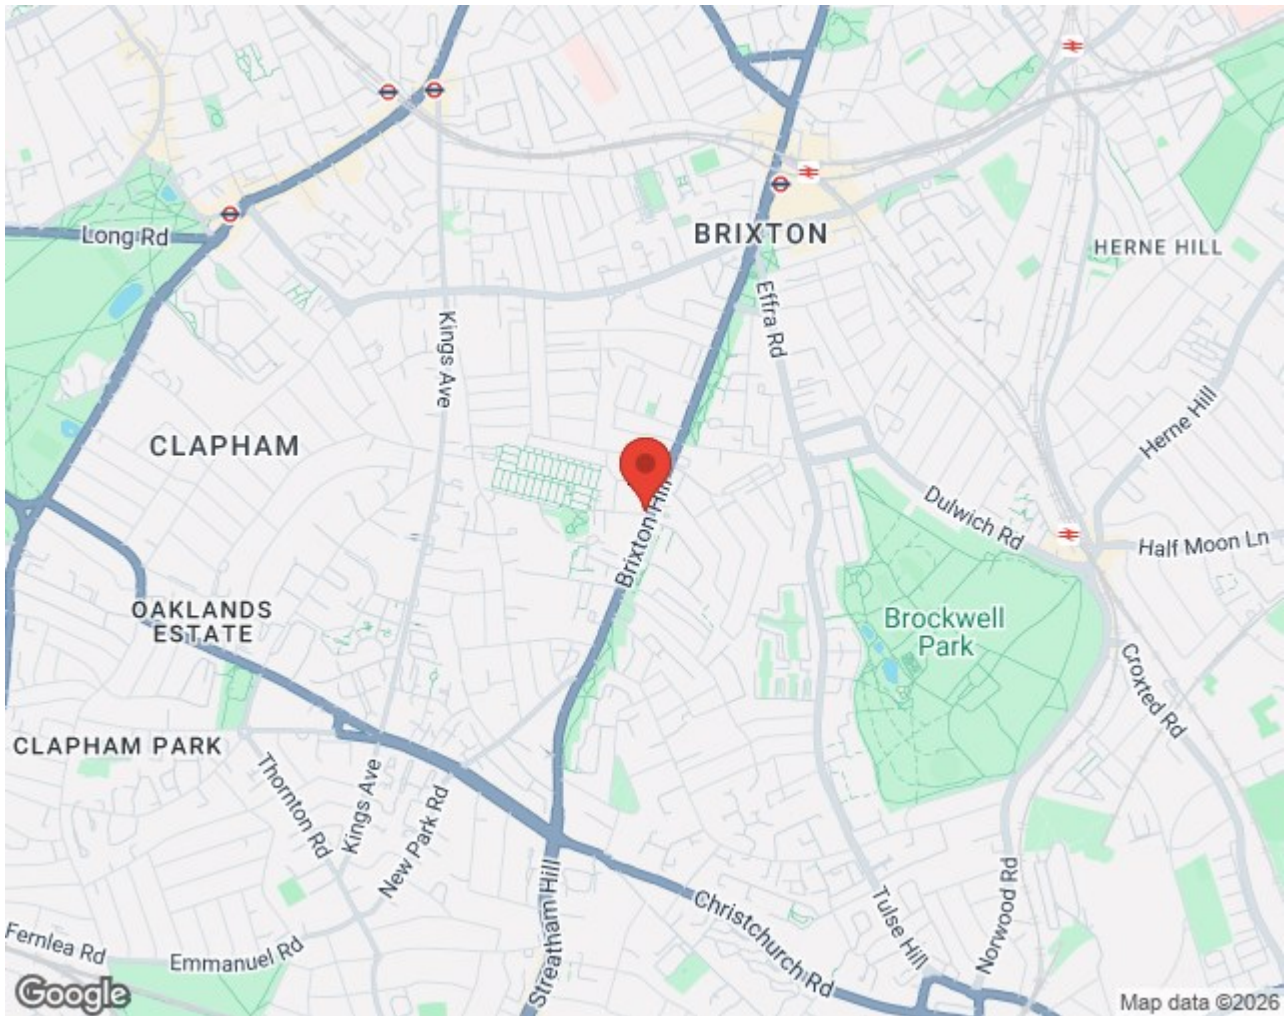 Long Rd
BRIXTON
HERNE HILL
Effra Rd
Kings Ave
Herne Hill
CLAPHAM
Dulwich Rd
Brixton Hill
Half Moon Ln
OAKLANDS
ESTATE
Brockwell
Park
Croxted Rd
CLAPHAM PARK
Thornton Rd
Kings Ave
New Park Rd
Streatham Hill
Christchurch Rd
Tulse Hill
Norwood Rd
Fernlea Rd
Emmanuel Rd
Google
Map data ©2026